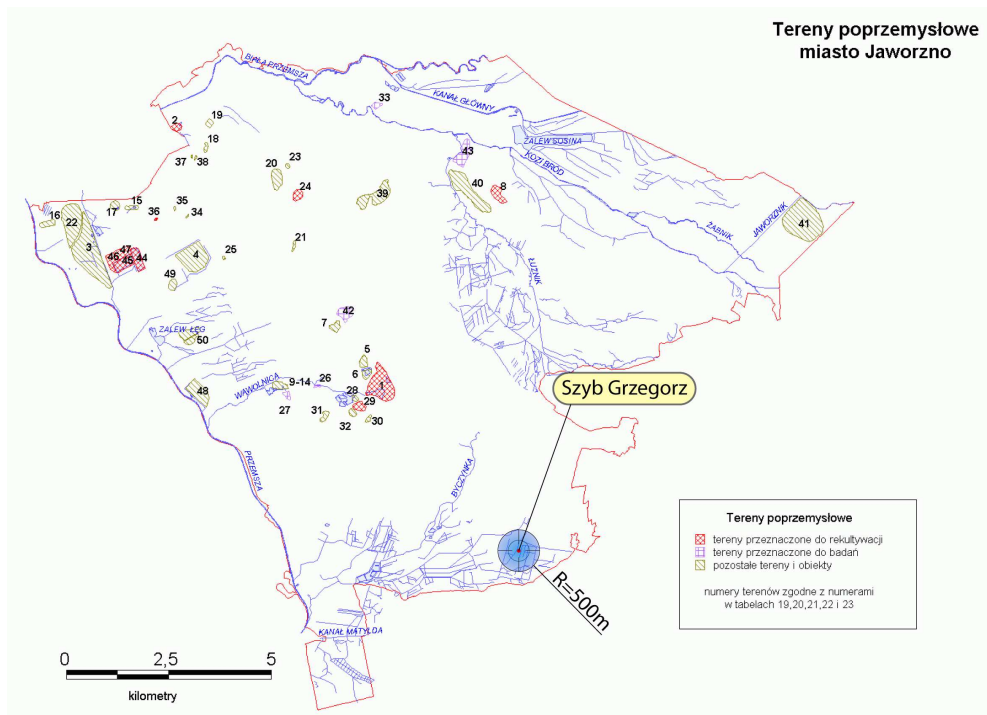 Tereny poprzemysłowe
miasto Jaworzno
BIAŁA PRZEMSZA
33
KANAŁ GŁÓWNY
2
19
18
37
38
ZALEW SOSINA
KOZI BRÓD
43
20
23
24
39
40
8
16
22
17
15
36
35
34
3
ŻABNIK
JAWORZNIK
41
47
46
45
44
4
25
21
49
ŁUŻNIK
42
7
ZALEW ŁĘG
50
5
6
1
48
WĄWOLNICA
9-14
26
27
28
29
31
32
30
Szyb Grzegorz
PRZEMSZA
BYCZYNKA
R=500m
KANAŁ MATYLDA
Tereny poprzemysłowe
tereny przeznaczone do rekultywacji
tereny przeznaczone do badań
pozostałe tereny i obiekty
numery terenów zgodne z numerami
w tabelach 19,20,21,22 i 23
0
2,5
5
kilometry